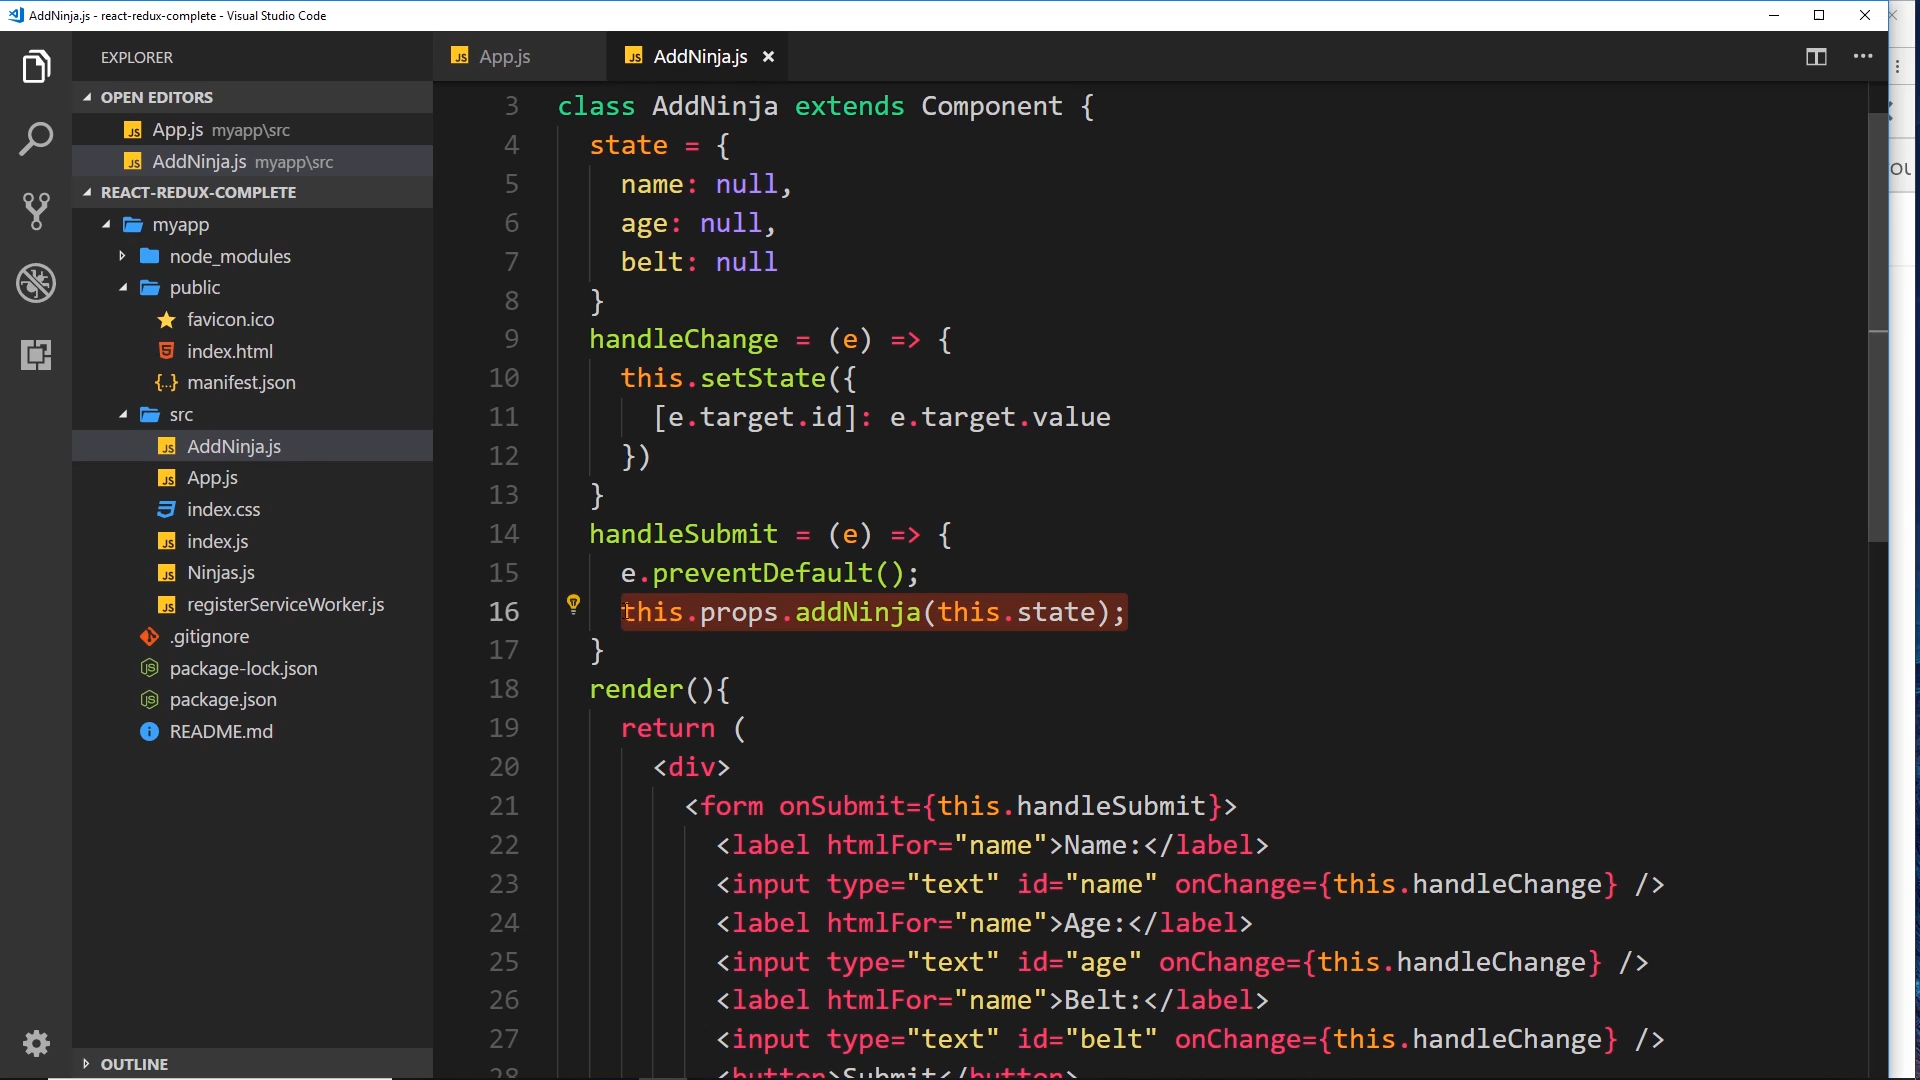 AddNinja.js - react-redux-complete - Visual Studio Code
EXPLORER
OPEN EDITORS
App.js myapp\src
AddNinja.js myapp\src
REACT-REDUX-COMPLETE
myapp
node_modules
public
favicon.ico
index.html
manifest.json
src
AddNinja.js
App.js
index.css
index.js
Ninjas.js
registerServiceWorker.js
.gitignore
package-lock.json
package.json
README.md
OUTLINE
App.js
AddNinja.js
3 class AddNinja extends Component {
4 state = {
5 name: null,
6 age: null,
7 belt: null
8 }
9 handleChange = (e) => {
10 this.setState({
11 [e.target.id]: e.target.value
12 })
13 }
14 handleSubmit = (e) => {
15 e.preventDefault();
16 this.props.addNinja(this.state);
17 }
18 render(){
19 return (
20 <div>
21 <form onSubmit={this.handleSubmit}>
22 <label htmlFor="name">Name:</label>
23 <input type="text" id="name" onChange={this.handleChange} />
24 <label htmlFor="name">Age:</label>
25 <input type="text" id="age" onChange={this.handleChange} />
26 <label htmlFor="name">Belt:</label>
27 <input type="text" id="belt" onChange={this.handleChange} />
28 <button>Submit</button>